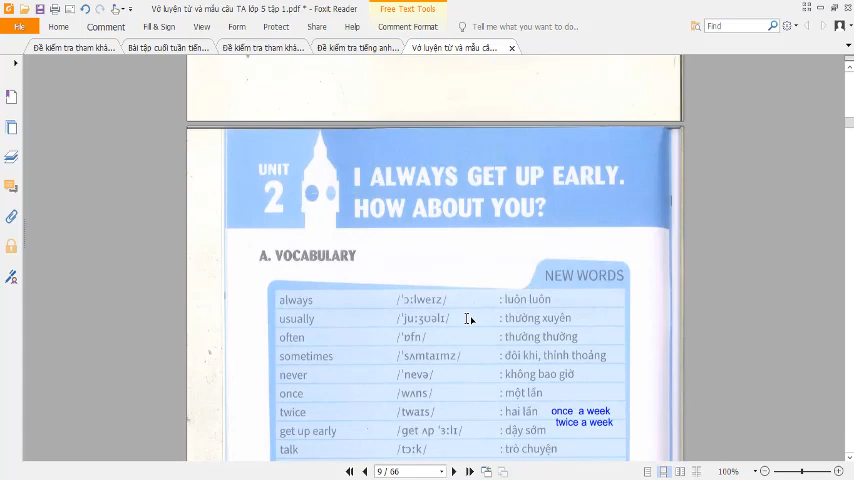 Vở luyện từ và mẫu câu TA lớp 5 tập 1.pdf * - Foxit Reader
Free Text Tools
File
Home
Comment
Fill & Sign
View
Form
Protect
Share
Help
Comment Format
Tell me what you want to do..
Find
Đề kiểm tra tham khả...
Bài tập cuối tuần tiến...
Đề kiểm tra tham khả...
Đề kiểm tra tiếng anh...
Vở luyện từ và mẫu câ...
UNIT
2
I ALWAYS GET UP EARLY.
HOW ABOUT YOU?
A. VOCABULARY
NEW WORDS
always /ˈɔːlweɪz/ : luôn luôn
usually /ˈjuːʒuəlɪ/ : thường xuyên
often /ˈɒfn/ : thường thường
sometimes /ˈsʌmtaɪmz/ : đôi khi, thỉnh thoảng
never /ˈnevə/ : không bao giờ
once /wʌns/ : một lần
twice /twaɪs/ : hai lần once a week
twice a week
get up early /ɡet ʌp ˈɜːlɪ/ : dậy sớm
talk /tɔːk/ : trò chuyện
9 / 66
100%